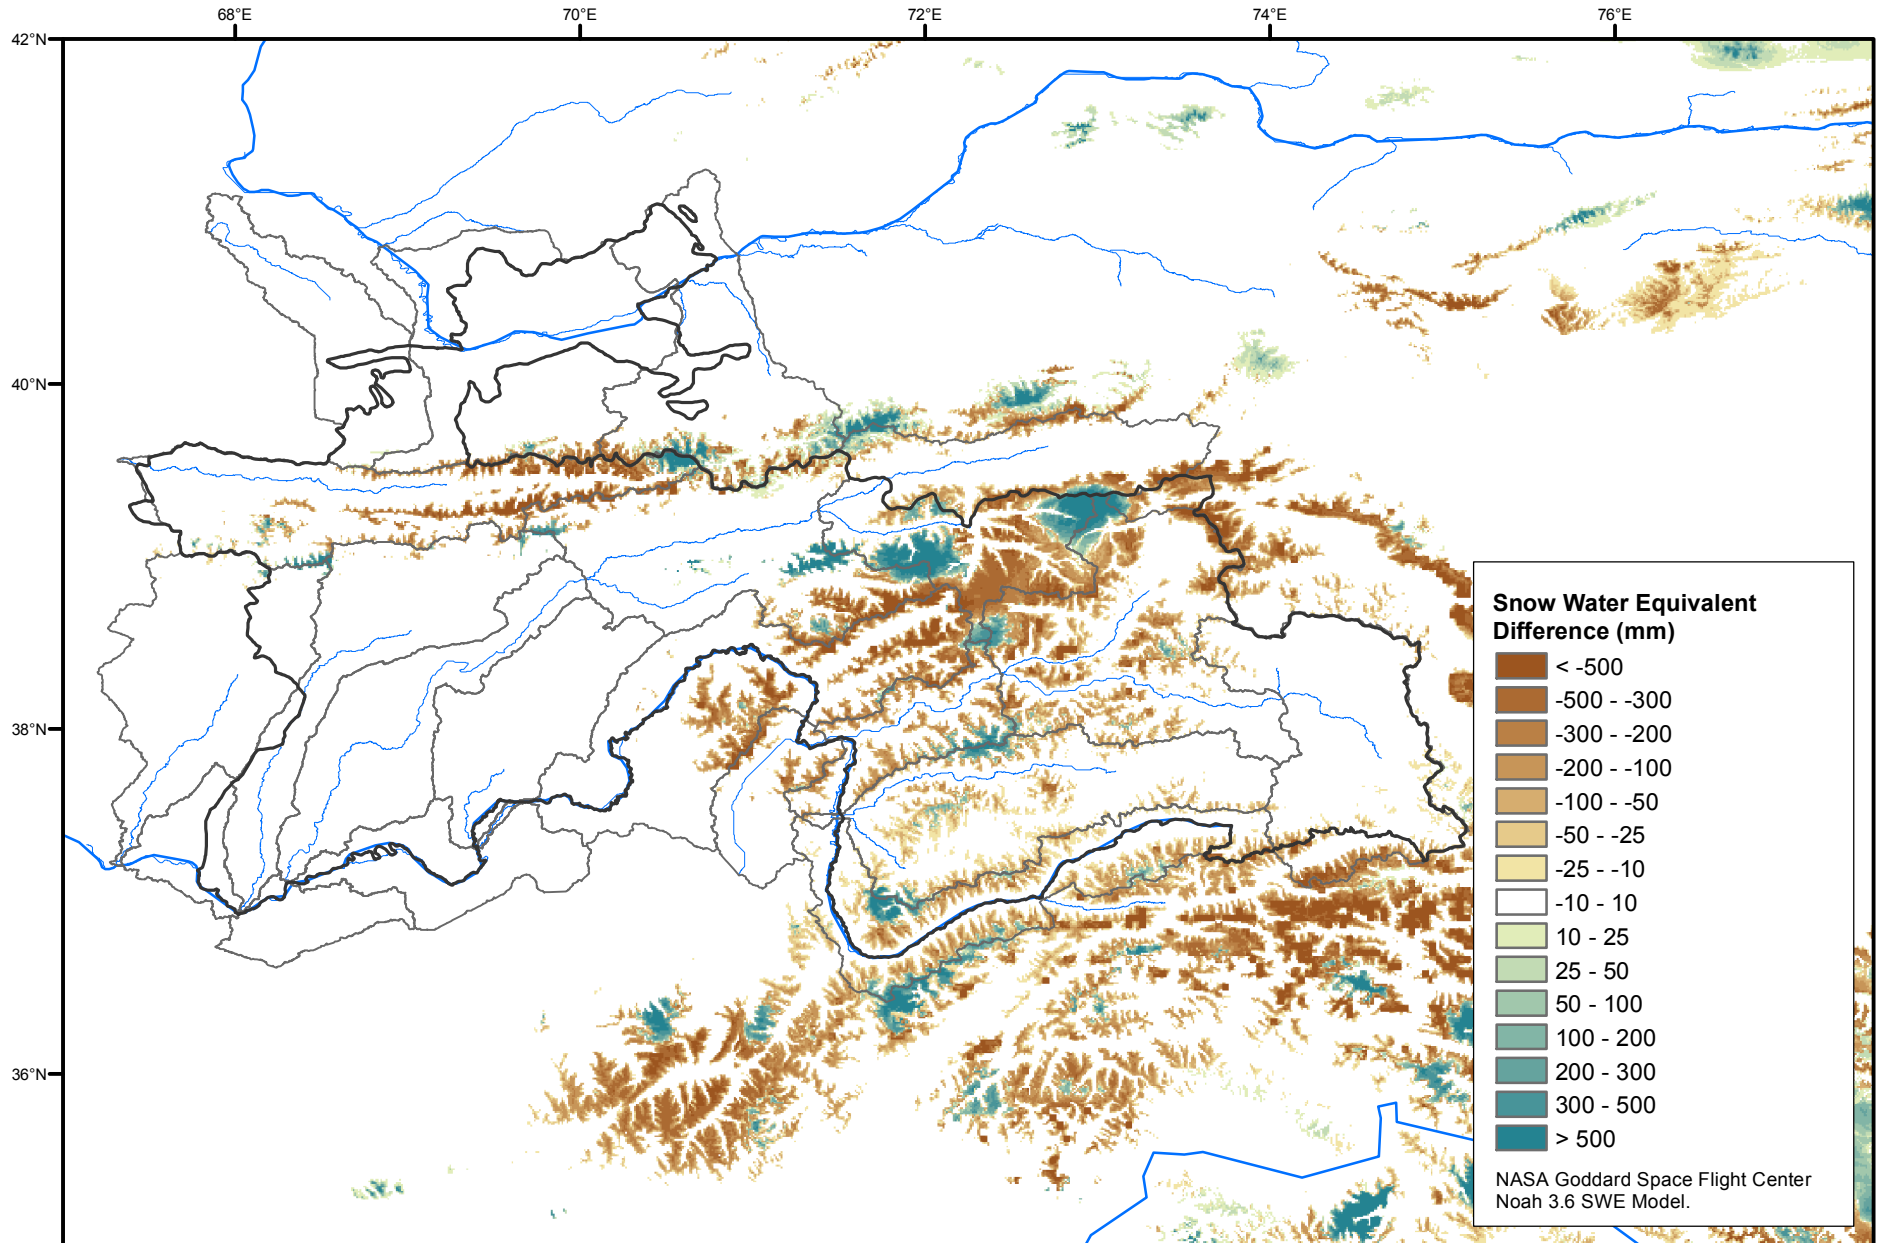 68°E
70°E
72°E
74°E
76°E
42°N
40°N
38°N
36°N
Snow Water Equivalent
Difference (mm)
< -500
-500 - -300
-300 - -200
-200 - -100
-100 - -50
-50 - -25
-25 - -10
-10 - 10
10 - 25
25 - 50
50 - 100
100 - 200
200 - 300
300 - 500
> 500
NASA Goddard Space Flight Center
Noah 3.6 SWE Model.